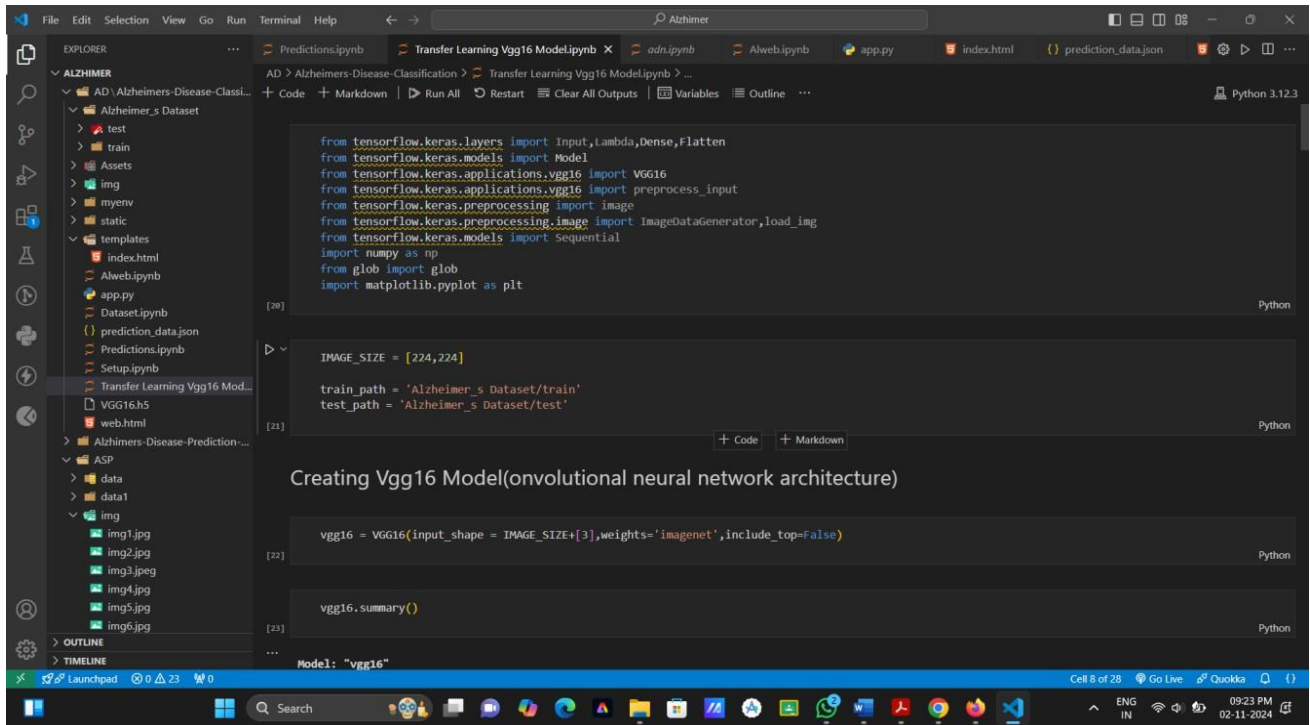 File Edit Selection View Go Run Terminal Help
Alzhimer
EXPLORER
Predictions.ipynb
Transfer Learning Vgg16 Model.ipynb
adn.ipynb
Alweb.ipynb
app.py
index.html
{} prediction_data.json
ALZHIMER
AD \ Alzheimers-Disease-Classi...
Alzheimer_s Dataset
test
train
Assets
img
myenv
static
templates
index.html
Alweb.ipynb
app.py
Dataset.ipynb
{} prediction_data.json
Predictions.ipynb
Setup.ipynb
Transfer Learning Vgg16 Mod...
VGG16.h5
web.html
Alzhimers-Disease-Prediction-...
ASP
data
data1
img
img1.jpg
img2.jpg
img3.jpeg
img4.jpg
img5.jpg
img6.jpg
OUTLINE
TIMELINE
AD > Alzheimers-Disease-Classification > Transfer Learning Vgg16 Model.ipynb > ...
+ Code + Markdown | Run All Restart Clear All Outputs | Variables Outline ...
Python 3.12.3
from tensorflow.keras.layers import Input,Lambda,Dense,Flatten
from tensorflow.keras.models import Model
from tensorflow.keras.applications.vgg16 import VGG16
from tensorflow.keras.applications.vgg16 import preprocess_input
from tensorflow.keras.preprocessing import image
from tensorflow.keras.preprocessing.image import ImageDataGenerator,load_img
from tensorflow.keras.models import Sequential
import numpy as np
from glob import glob
import matplotlib.pyplot as plt
[20] Python
IMAGE_SIZE = [224,224]
train_path = 'Alzheimer_s Dataset/train'
test_path = 'Alzheimer_s Dataset/test'
[21] Python
+ Code + Markdown
Creating Vgg16 Model(onvolutional neural network architecture)
vgg16 = VGG16(input_shape = IMAGE_SIZE+[3],weights='imagenet',include_top=False)
[22] Python
vgg16.summary()
[23] Python
...
Model: "vgg16"
Launchpad 0 23 0
Cell 8 of 28 Go Live Quokka {}
Search
ENG
IN
09:23 PM
02-11-2024